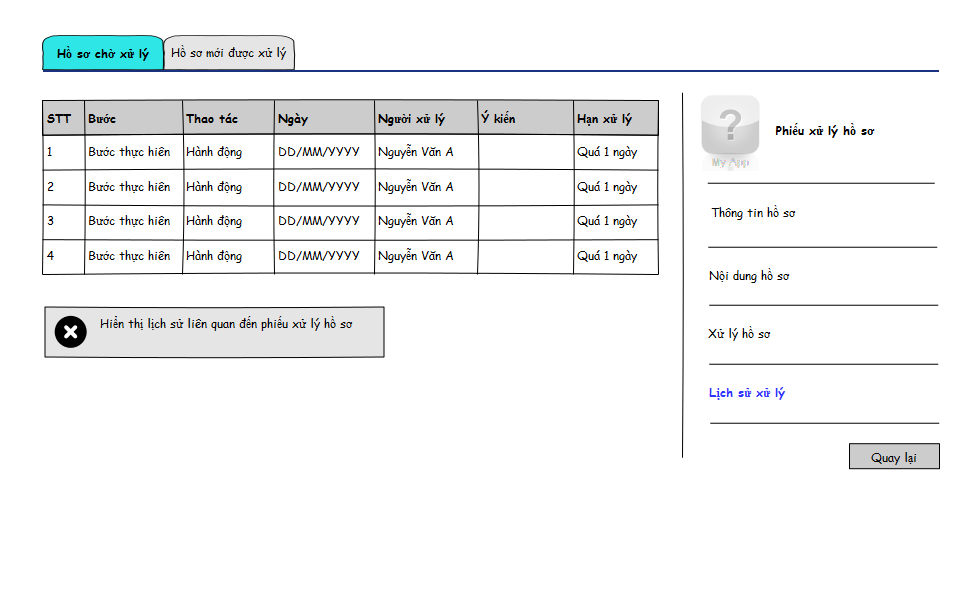 Hồ sơ chờ xử lý Hồ sơ mới được xử lý
STT Bước Thao tác Ngày Người xử lý Ý kiến Hạn xử lý
1 Bước thực hiên Hành động DD/MM/YYYY Nguyễn Văn A Quá 1 ngày
2 Bước thực hiên Hành động DD/MM/YYYY Nguyễn Văn A Quá 1 ngày
3 Bước thực hiên Hành động DD/MM/YYYY Nguyễn Văn A Quá 1 ngày
4 Bước thực hiên Hành động DD/MM/YYYY Nguyễn Văn A Quá 1 ngày
Hiển thị lịch sử liên quan đến phiếu xử lý hồ sơ
?
My App
Phiếu xử lý hồ sơ
Thông tin hồ sơ
Nội dung hồ sơ
Xử lý hồ sơ
Lịch sử xử lý
Quay lại